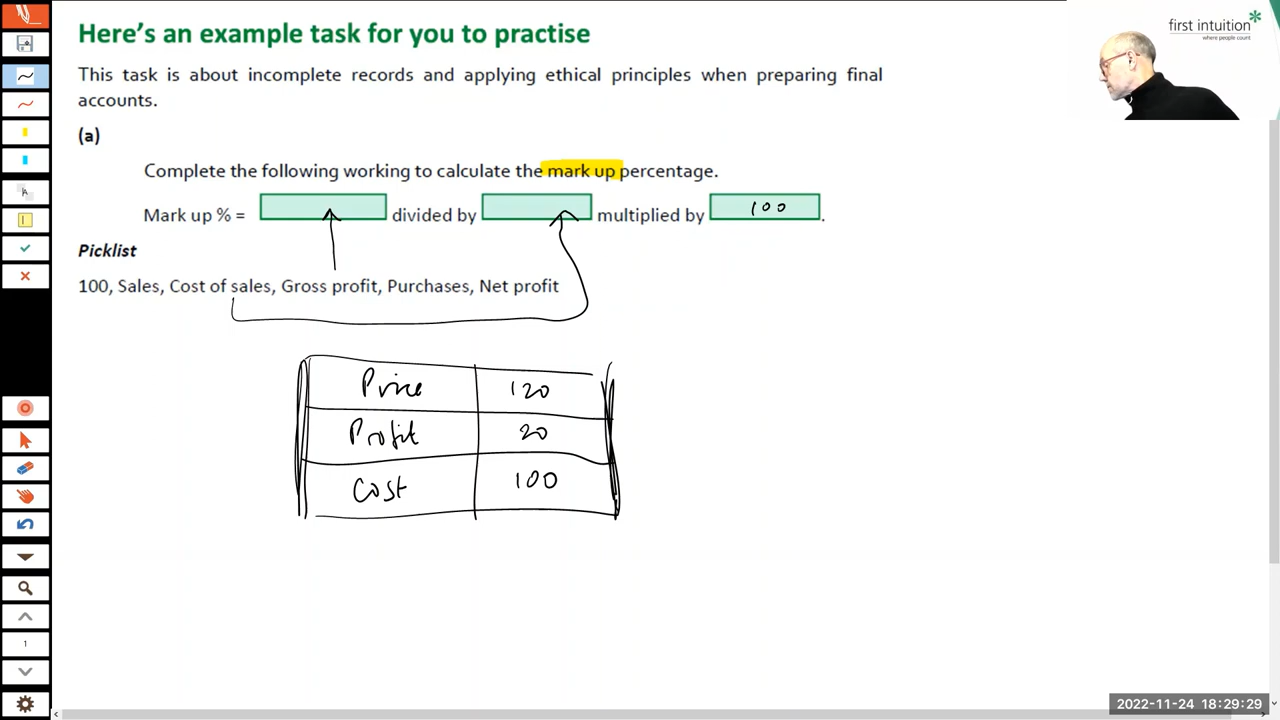 Here's an example task for you to practise
first intuition
where people count
This task is about incomplete records and applying ethical principles when preparing final
accounts.
(a)
Complete the following working to calculate the mark up percentage.
Mark up % = divided by multiplied by 100.
Picklist
100, Sales, Cost of sales, Gross profit, Purchases, Net profit
Price 120
Profit 20
Cost 100
1
2022-11-24 18:29:29